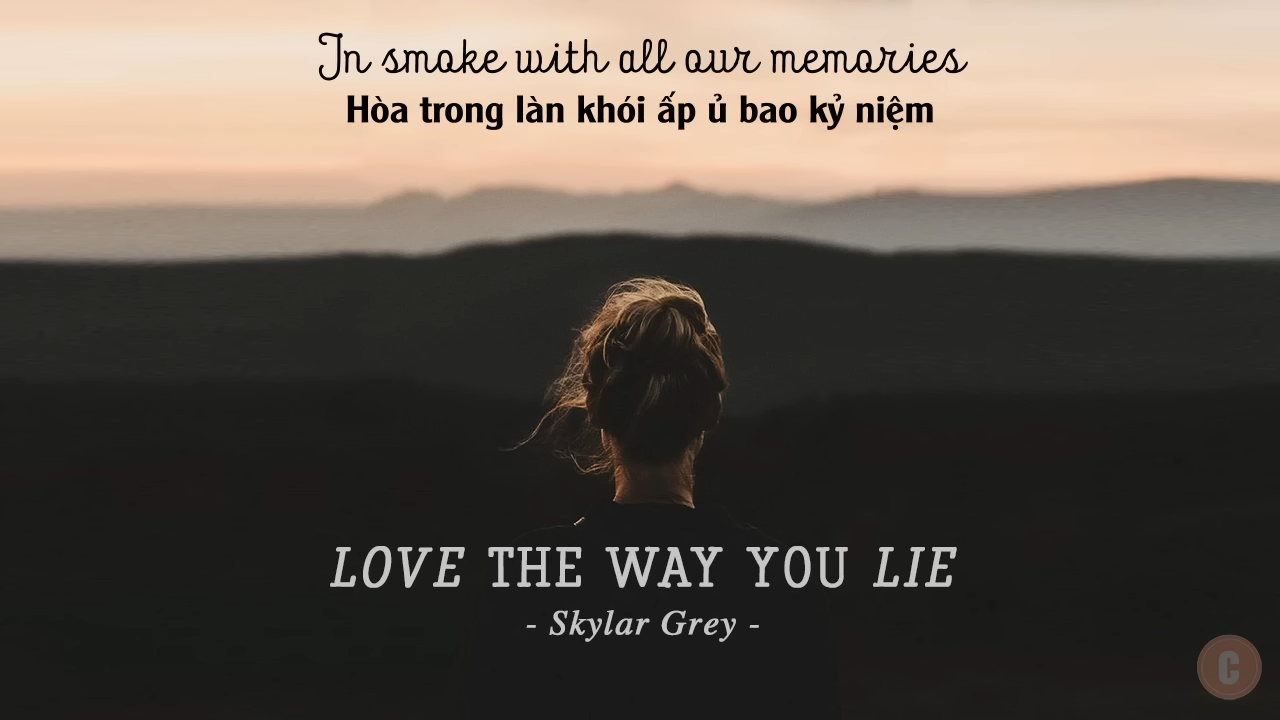 In smoke with all our memories
Hòa trong làn khói ấp ủ bao kỷ niệm
LOVE THE WAY YOU LIE
- Skylar Grey -
C